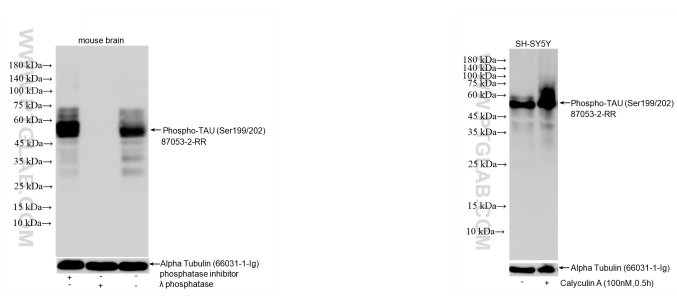 mouse brain
180 kDa→
140 kDa→
100 kDa→
75 kDa→
60 kDa→
45 kDa→
35 kDa→
25 kDa→
15 kDa→
10 kDa→
←Phospho-TAU (Ser199/202)
87053-2-RR
←Alpha Tubulin (66031-1-Ig)
+ - - phosphatase inhibitor
- + - λ phosphatase
SH-SY5Y
180 kDa→
140 kDa→
100 kDa→
75 kDa→
60 kDa→
45 kDa→
35 kDa→
25 kDa→
15 kDa→
10 kDa→
←Phospho-TAU (Ser199/202)
87053-2-RR
←Alpha Tubulin (66031-1-Ig)
- + Calyculin A (100nM,0.5h)